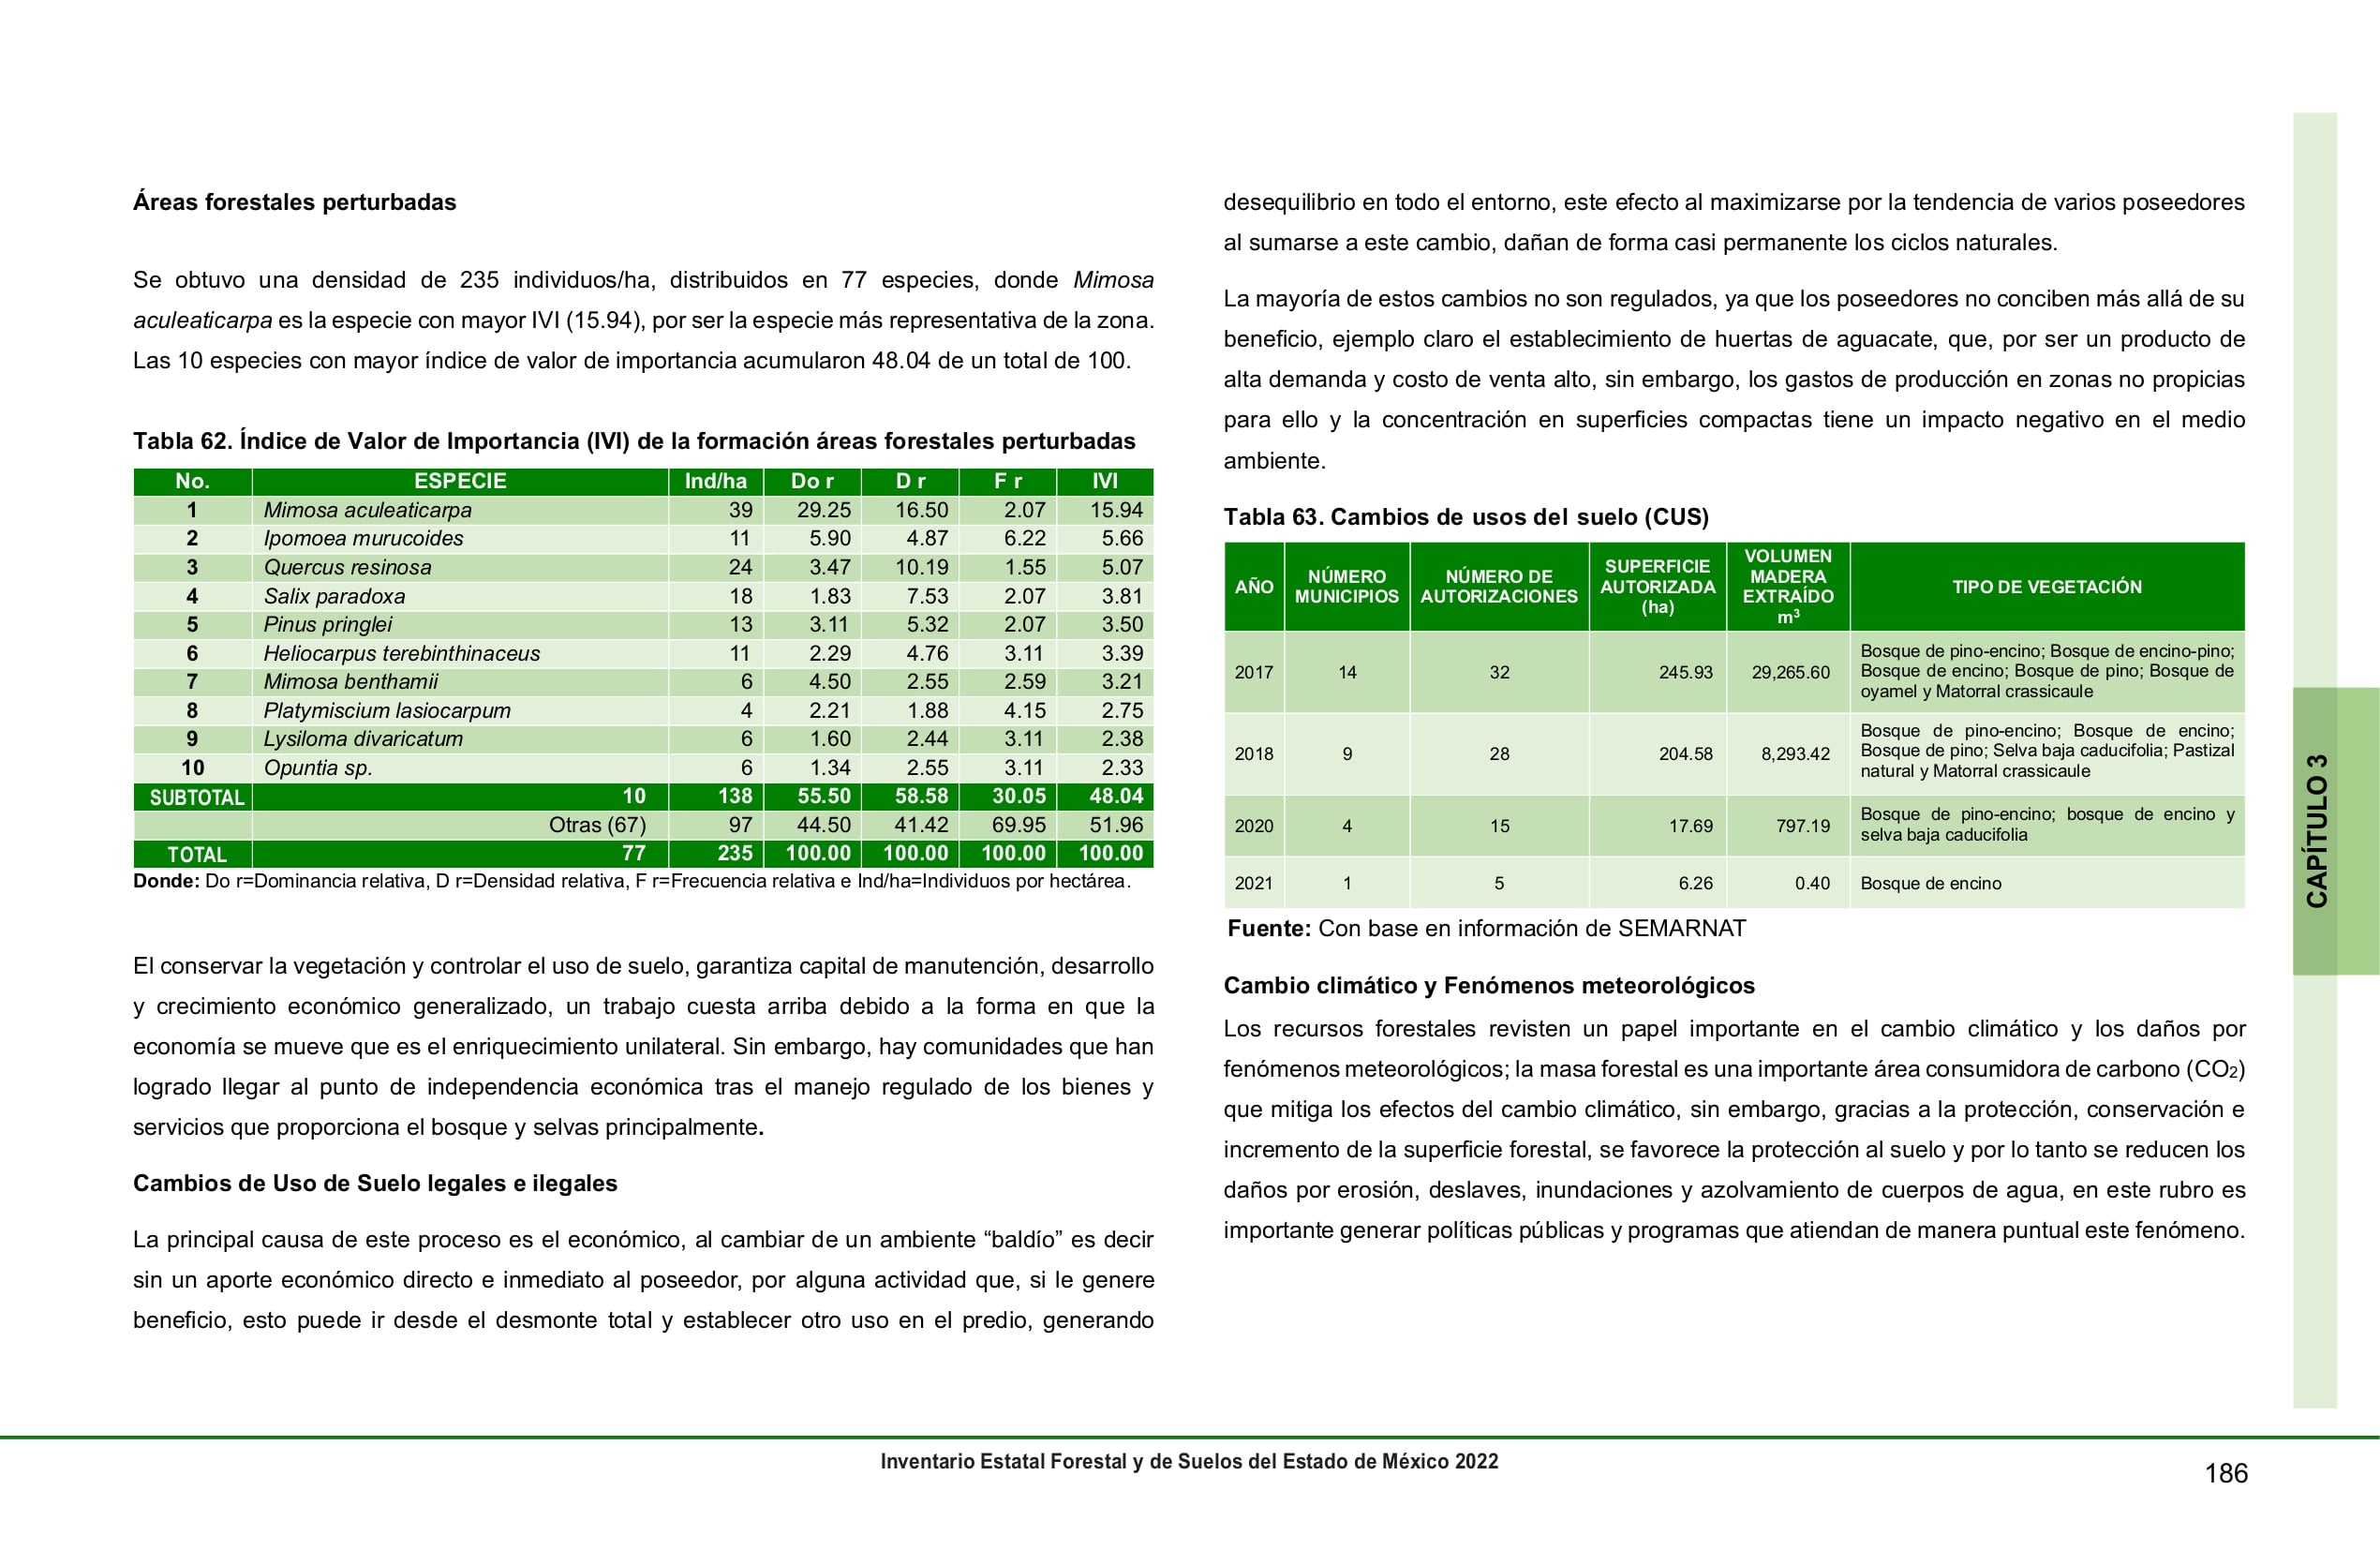 Áreas forestales perturbadas
Se obtuvo una densidad de 235 individuos/ha, distribuidos en 77 especies, donde Mimosa
aculeaticarpa es la especie con mayor IVI (15.94), por ser la especie más representativa de la zona.
Las 10 especies con mayor índice de valor de importancia acumularon 48.04 de un total de 100.
Tabla 62. Índice de Valor de Importancia (IVI) de la formación áreas forestales perturbadas
No. ESPECIE Ind/ha Do r D r F r IVI
1 Mimosa aculeaticarpa 39 29.25 16.50 2.07 15.94
2 Ipomoea murucoides 11 5.90 4.87 6.22 5.66
3 Quercus resinosa 24 3.47 10.19 1.55 5.07
4 Salix paradoxa 18 1.83 7.53 2.07 3.81
5 Pinus pringlei 13 3.11 5.32 2.07 3.50
6 Heliocarpus terebinthinaceus 11 2.29 4.76 3.11 3.39
7 Mimosa benthamii 6 4.50 2.55 2.59 3.21
8 Platymiscium lasiocarpum 4 2.21 1.88 4.15 2.75
9 Lysiloma divaricatum 6 1.60 2.44 3.11 2.38
10 Opuntia sp. 6 1.34 2.55 3.11 2.33
SUBTOTAL 10 138 55.50 58.58 30.05 48.04
Otras (67) 97 44.50 41.42 69.95 51.96
TOTAL 77 235 100.00 100.00 100.00 100.00
Donde: Do r=Dominancia relativa, D r=Densidad relativa, F r=Frecuencia relativa e Ind/ha=Individuos por hectárea.
El conservar la vegetación y controlar el uso de suelo, garantiza capital de manutención, desarrollo
y crecimiento económico generalizado, un trabajo cuesta arriba debido a la forma en que la
economía se mueve que es el enriquecimiento unilateral. Sin embargo, hay comunidades que han
logrado llegar al punto de independencia económica tras el manejo regulado de los bienes y
servicios que proporciona el bosque y selvas principalmente.
Cambios de Uso de Suelo legales e ilegales
La principal causa de este proceso es el económico, al cambiar de un ambiente “baldío” es decir
sin un aporte económico directo e inmediato al poseedor, por alguna actividad que, si le genere
beneficio, esto puede ir desde el desmonte total y establecer otro uso en el predio, generando
desequilibrio en todo el entorno, este efecto al maximizarse por la tendencia de varios poseedores
al sumarse a este cambio, dañan de forma casi permanente los ciclos naturales.
La mayoría de estos cambios no son regulados, ya que los poseedores no conciben más allá de su
beneficio, ejemplo claro el establecimiento de huertas de aguacate, que, por ser un producto de
alta demanda y costo de venta alto, sin embargo, los gastos de producción en zonas no propicias
para ello y la concentración en superficies compactas tiene un impacto negativo en el medio
ambiente.
Tabla 63. Cambios de usos del suelo (CUS)
AÑO
NÚMERO
MUNICIPIOS
NÚMERO DE
AUTORIZACIONES
SUPERFICIE
AUTORIZADA
(ha)
VOLUMEN
MADERA
EXTRAÍDO
m³
TIPO DE VEGETACIÓN
2017 14 32 245.93 29,265.60
Bosque de pino-encino; Bosque de encino-pino;
Bosque de encino; Bosque de pino; Bosque de
oyamel y Matorral crassicaule
2018 9 28 204.58 8,293.42
Bosque de pino-encino; Bosque de encino;
Bosque de pino; Selva baja caducifolia; Pastizal
natural y Matorral crassicaule
2020 4 15 17.69 797.19
Bosque de pino-encino; bosque de encino y
selva baja caducifolia
2021 1 5 6.26 0.40 Bosque de encino
Fuente: Con base en información de SEMARNAT
Cambio climático y Fenómenos meteorológicos
Los recursos forestales revisten un papel importante en el cambio climático y los daños por
fenómenos meteorológicos; la masa forestal es una importante área consumidora de carbono (CO₂)
que mitiga los efectos del cambio climático, sin embargo, gracias a la protección, conservación e
incremento de la superficie forestal, se favorece la protección al suelo y por lo tanto se reducen los
daños por erosión, deslaves, inundaciones y azolvamiento de cuerpos de agua, en este rubro es
importante generar políticas públicas y programas que atiendan de manera puntual este fenómeno.
CAPÍTULO 3
Inventario Estatal Forestal y de Suelos del Estado de México 2022
186